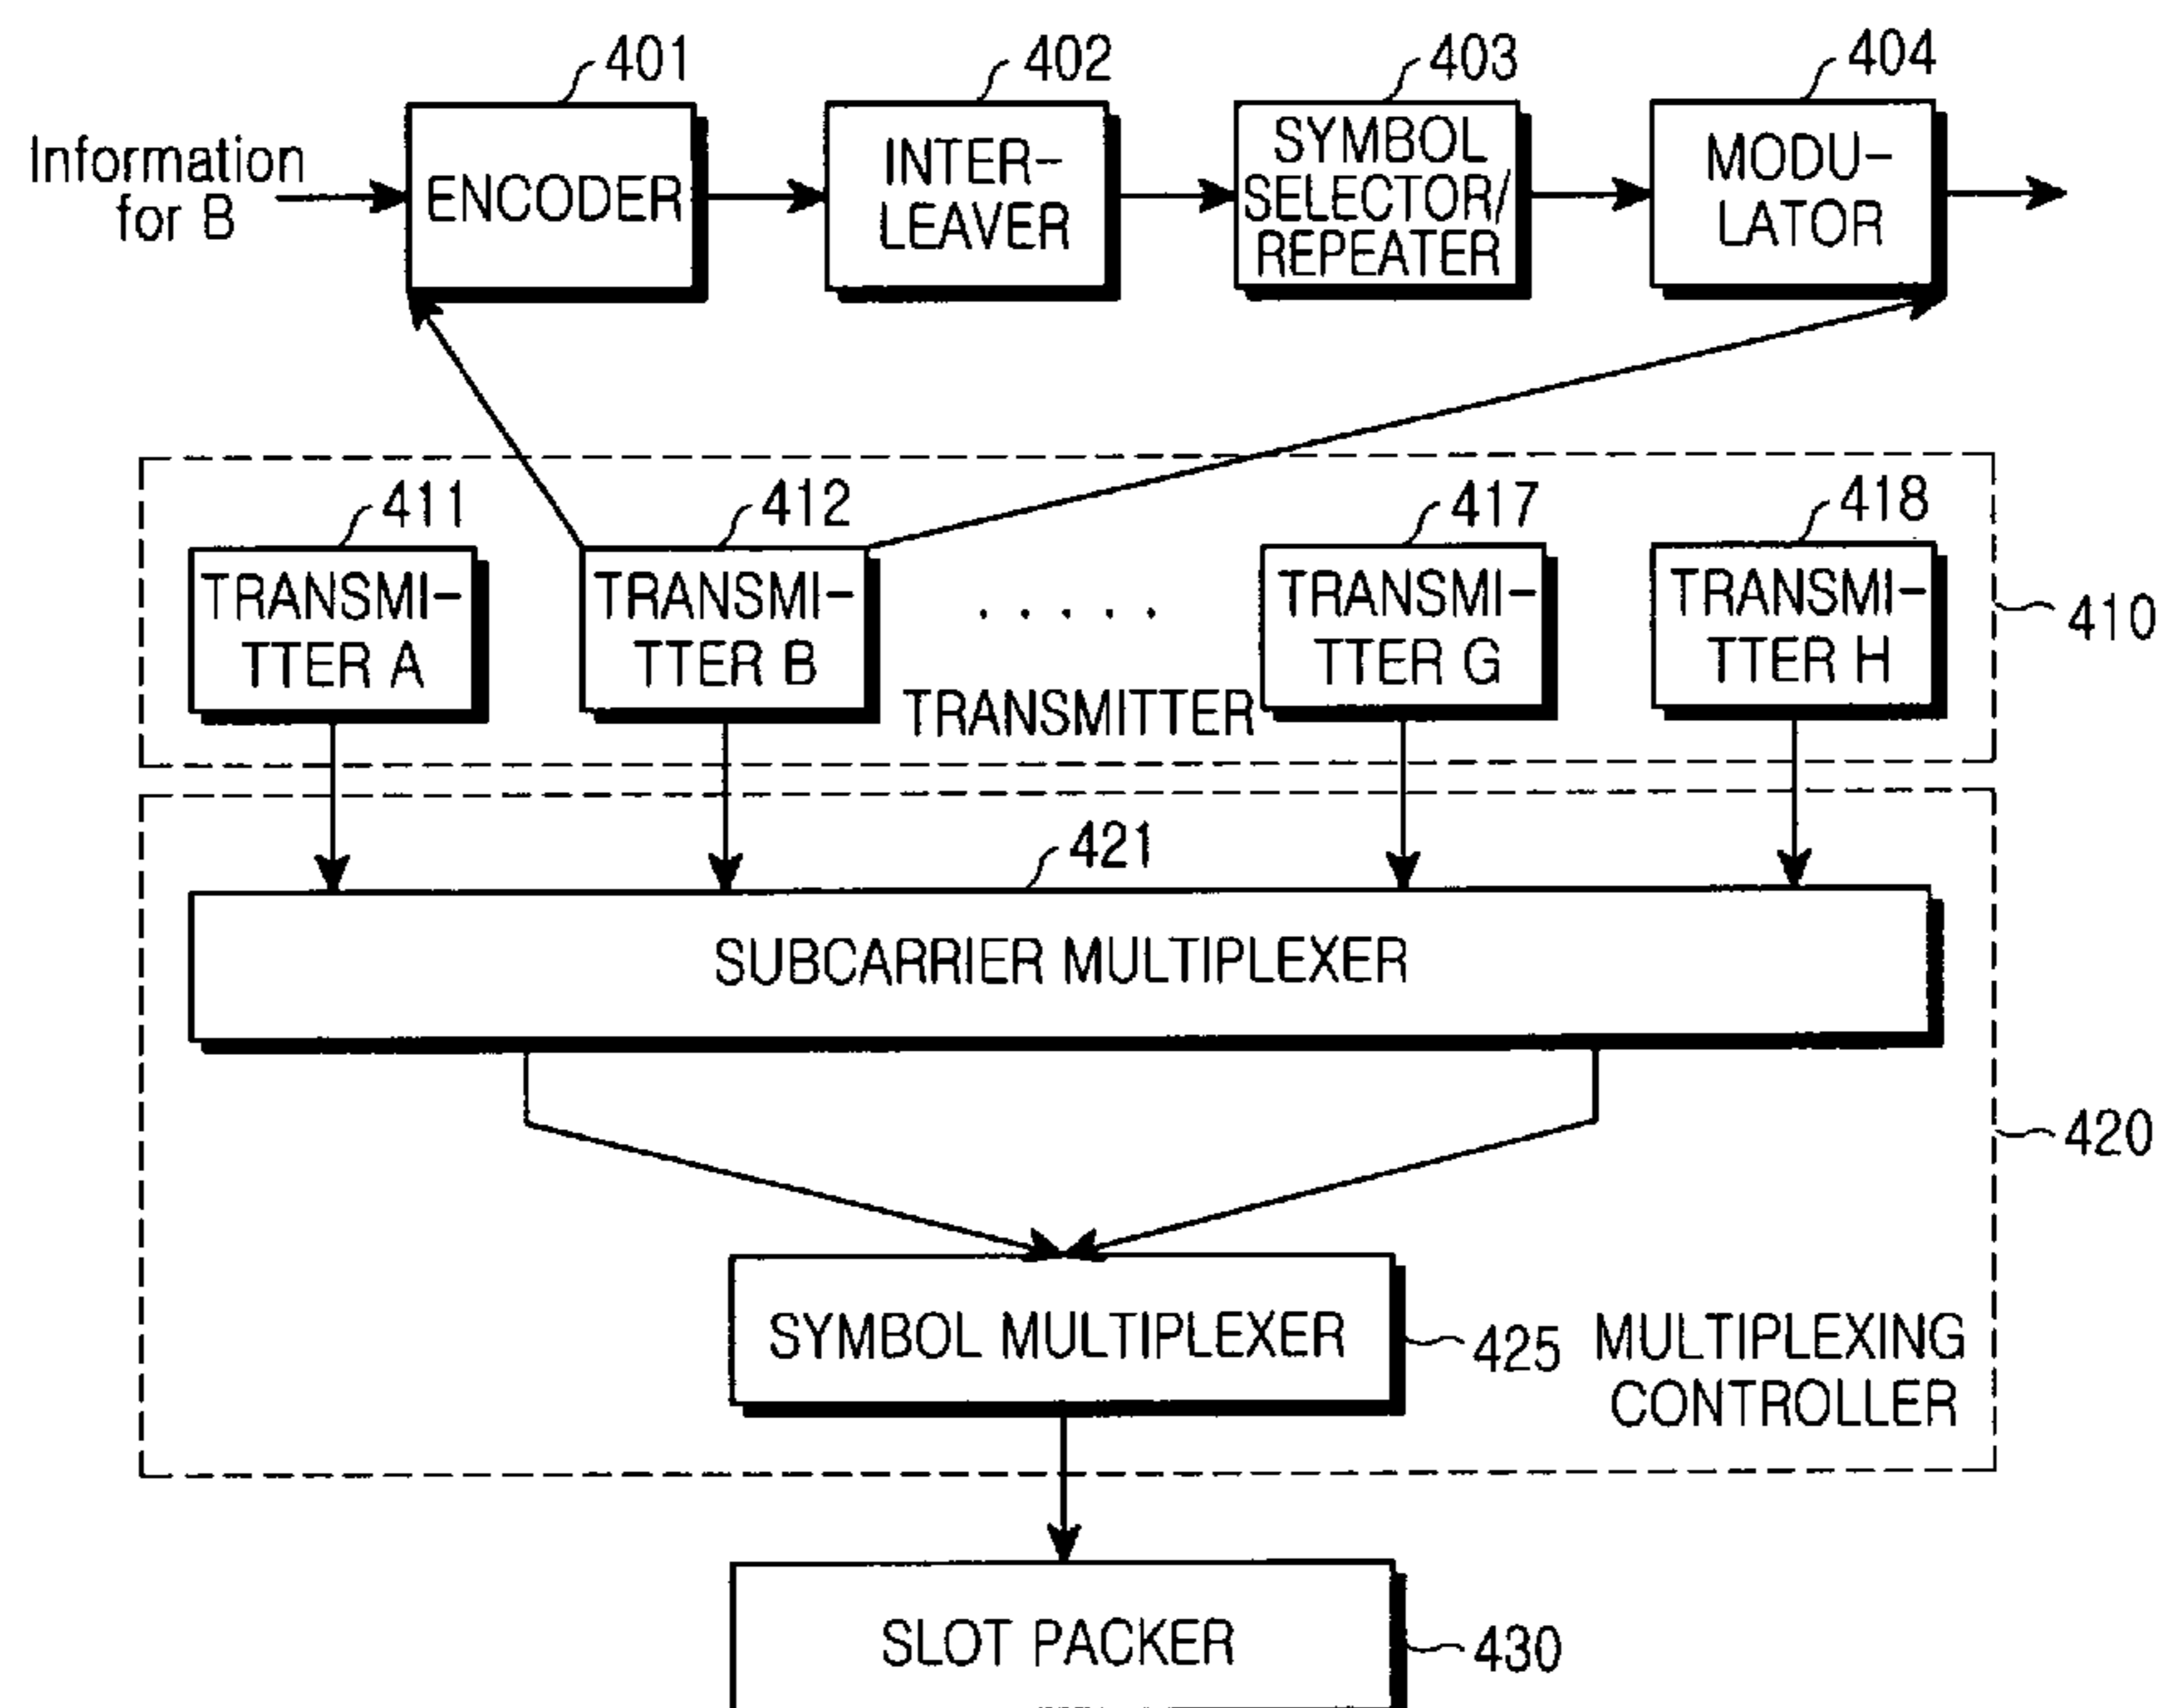 401
402
403
404
Information
for B
ENCODER
INTER-
LEAVER
SYMBOL
SELECTOR/
REPEATER
MODU-
LATOR
411
412
417
418
TRANSMI-
TTER A
TRANSMI-
TTER B
. . . . .
TRANSMI-
TTER G
TRANSMI-
TTER H
410
TRANSMITTER
421
SUBCARRIER MULTIPLEXER
420
SYMBOL MULTIPLEXER
425
MULTIPLEXING
CONTROLLER
SLOT PACKER
430